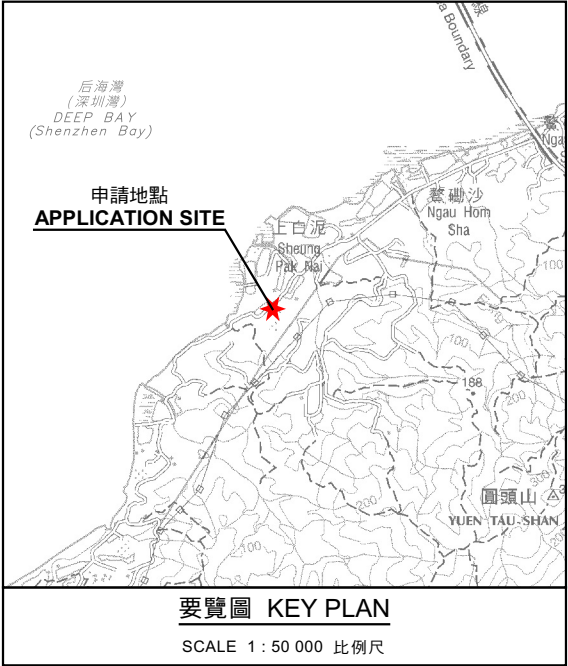 后海灣
(深圳灣)
DEEP BAY
(Shenzhen Bay)
Boundary
申請地點
APPLICATION SITE
上白泥
Sheung
Pak Nai
鰲磡沙
Ngau Hom
Sha
100
100
188
200
300
200
100
圓頭山
YUEN TAU SHAN
要覽圖 KEY PLAN
SCALE 1 : 50 000 比例尺